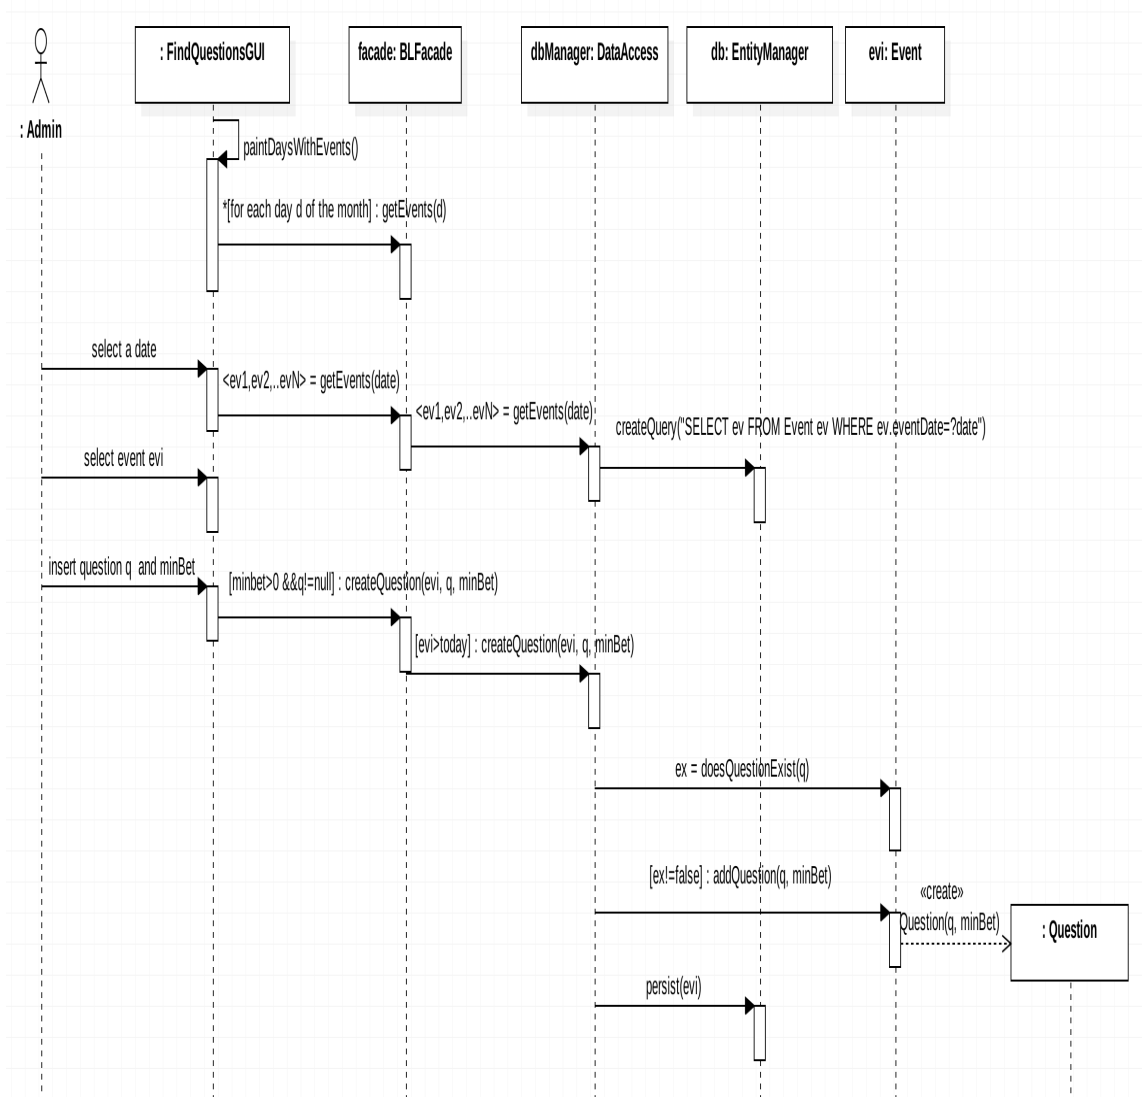 : FindQuestionsGUI
facade: BLFacade
dbManager: DataAccess
db: EntityManager
evi: Event
: Admin
paintDaysWithEvents()
*[for each day d of the month] : getEvents(d)
select a date
<ev1,ev2,..evN> = getEvents(date)
<ev1,ev2,..evN> = getEvents(date)
createQuery("SELECT ev FROM Event ev WHERE ev.eventDate=?date")
select event evi
insert question q  and minBet
[minbet>0 &&q!=null] : createQuestion(evi, q, minBet)
[evi>today] : createQuestion(evi, q, minBet)
ex = doesQuestionExist(q)
[ex!=false] : addQuestion(q, minBet)
«create»
Question(q, minBet)
: Question
persist(evi)